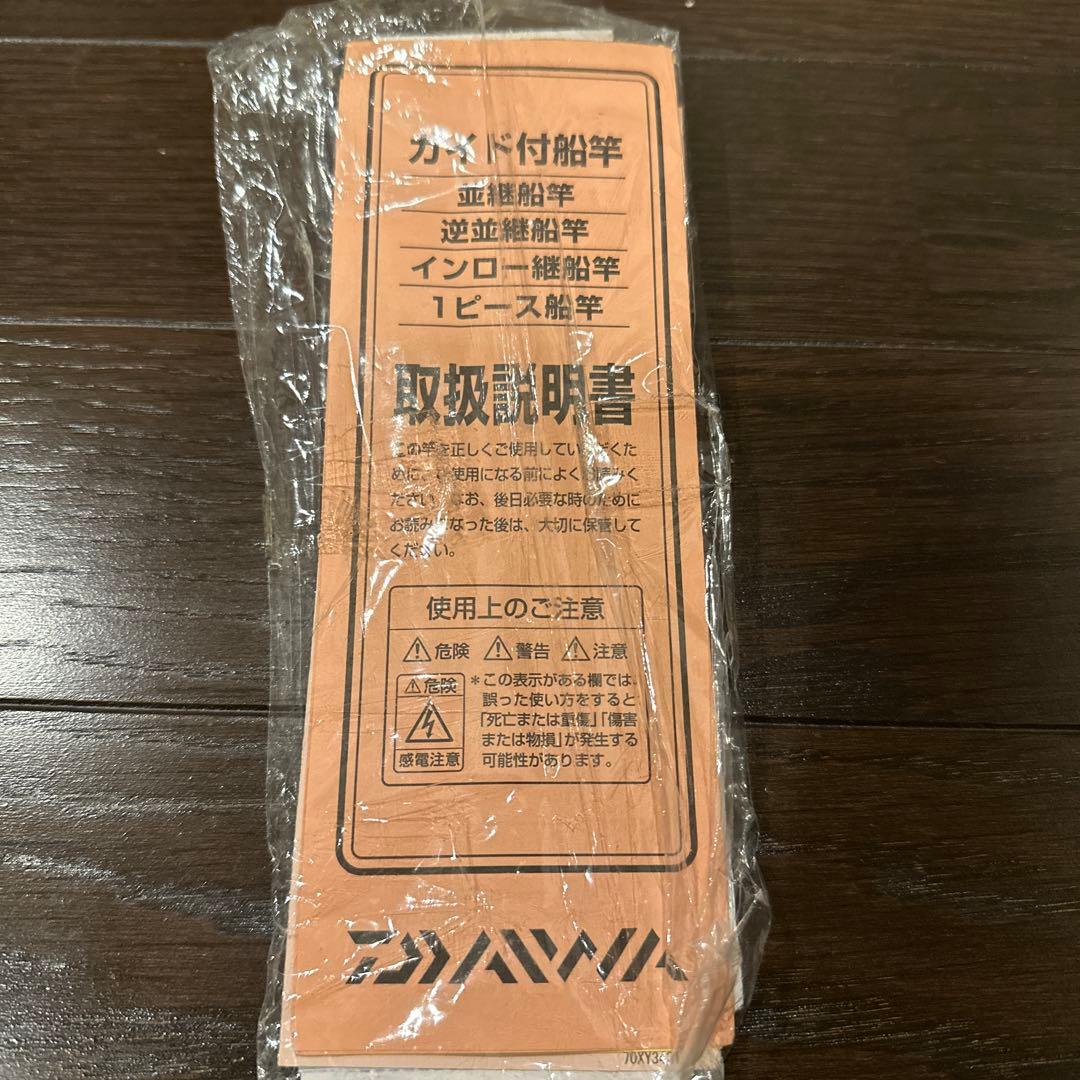 ガイド付船竿
並継船竿
逆並継船竿
インロー継船竿
1ピース船竿
取扱説明書
この竿を正しくご使用していただくた
めに、ご使用になる前によくお読みく
ださい。なお、後日必要な時のために
お読みになった後は、大切に保管して
ください。
使用上のご注意
⚠危険 ⚠警告 ⚠注意
⚠危険
感電注意
*この表示がある欄では、
誤った使い方をすると
「死亡または重傷」「傷害
または物損」が発生する
可能性があります。
DAIWA